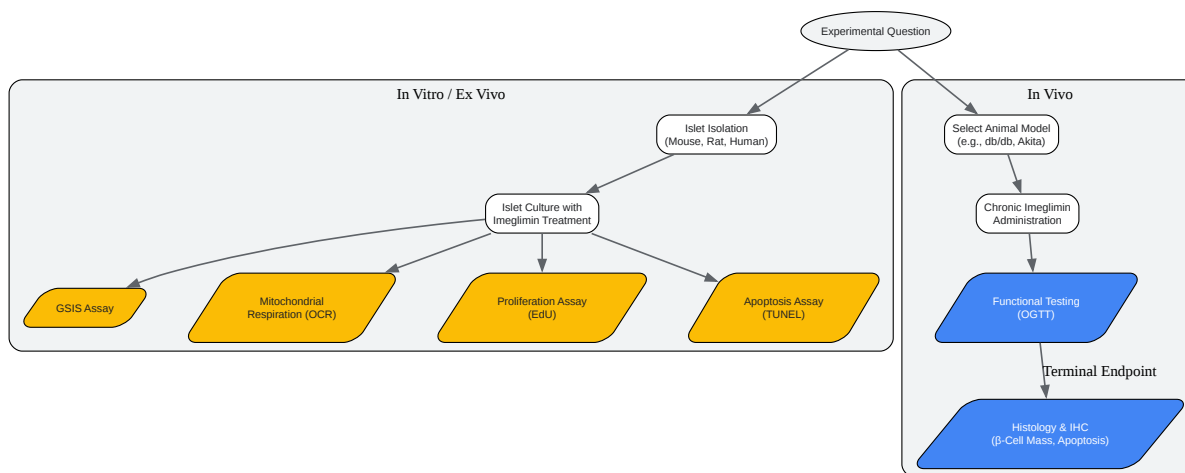 Experimental Question
In Vitro / Ex Vivo
In Vivo
Islet Isolation
(Mouse, Rat, Human)
Select Animal Model
(e.g., db/db, Akita)
Islet Culture with
Imeglimin Treatment
Chronic Imeglimin
Administration
GSIS Assay
Mitochondrial
Respiration (OCR)
Proliferation Assay
(EdU)
Apoptosis Assay
(TUNEL)
Functional Testing
(OGTT)
Terminal Endpoint
Histology & IHC
(β-Cell Mass, Apoptosis)